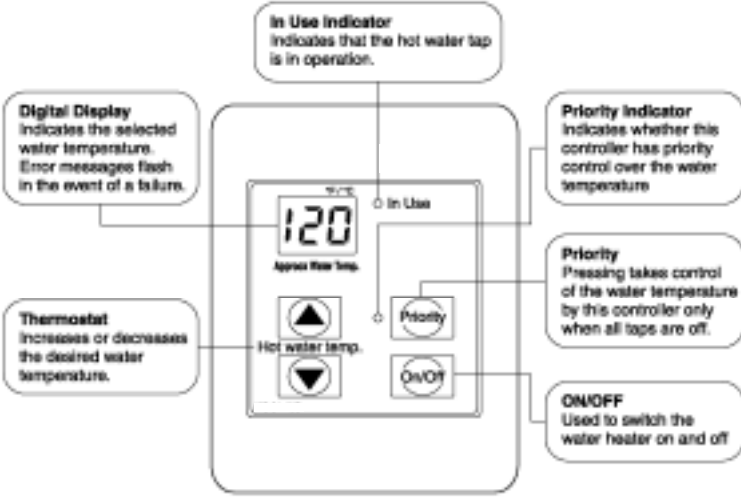 In Use Indicator
Indicates that the hot water tap
is in operation.
Digital Display
Indicates the selected
water temperature.
Error messages flash
in the event of a failure.
Priority Indicator
Indicates whether this
controller has priority
control over the water
temperature
°F/°C
120
In Use
Approx Water Temp.
Priority
Pressing takes control
of the water temperature
by this controller only
when all taps are off.
Thermostat
Increases or decreases
the desired water
temperature.
Priority
Hot water temp.
On/Off
ON/OFF
Used to switch the
water heater on and off